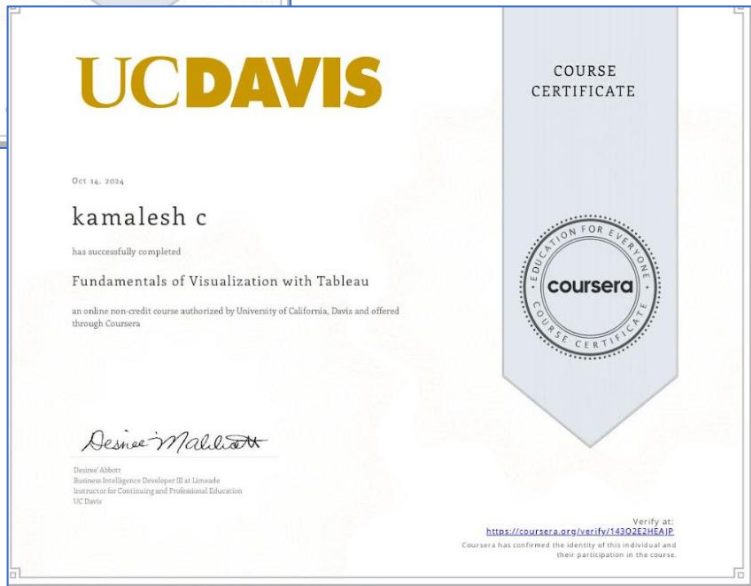 UCDAVIS
COURSE
CERTIFICATE
Oct 14, 2024
kamalesh c
has successfully completed
Fundamentals of Visualization with Tableau
an online non-credit course authorized by University of California, Davis and offered
through Coursera
EDUCATION FOR EVERYONE
coursera
COURSE CERTIFICATE
Desireé Abbott
Business Intelligence Developer III at Limeade
Instructor for Continuing and Professional Education
UC Davis
Verify at:
https://coursera.org/verify/143O2E2HEAJP
Coursera has confirmed the identity of this individual and
their participation in the course.